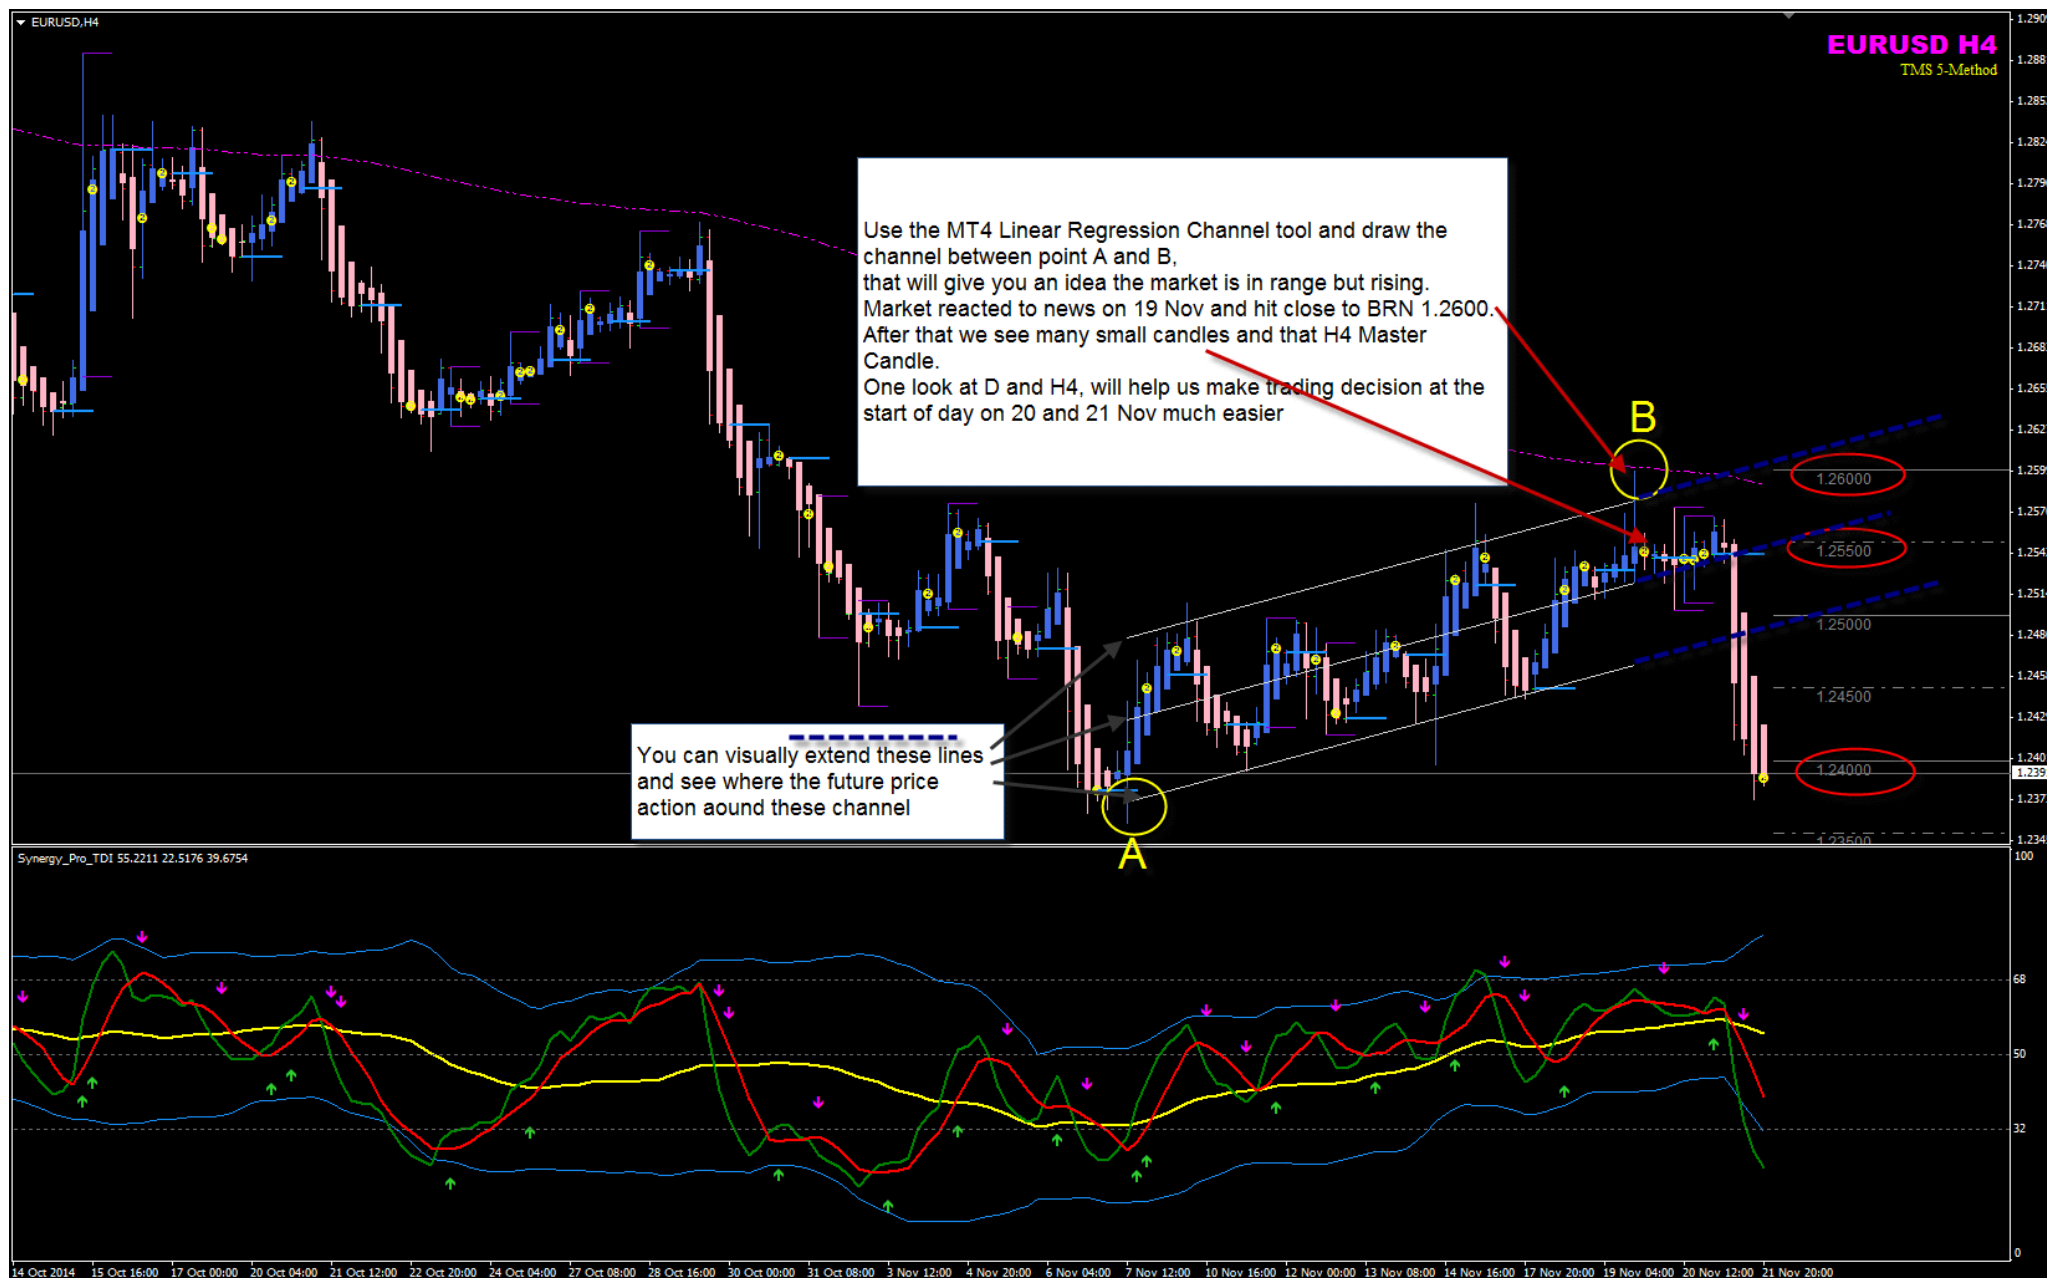 EURUSD,H4
EURUSD H4
TMS 5-Method
Use the MT4 Linear Regression Channel tool and draw the
channel between point A and B,
that will give you an idea the market is in range but rising.
Market reacted to news on 19 Nov and hit close to BRN 1.2600.
After that we see many small candles and that H4 Master
Candle.
One look at D and H4, will help us make trading decision at the
start of day on 20 and 21 Nov much easier
B
1.26000
1.25500
1.25000
1.24500
1.24000
1.23500
You can visually extend these lines
and see where the future price
action aound these channel
A
Synergy_Pro_TDI 55.2211 22.5176 39.6754
100
68
50
32
0
14 Oct 2014 15 Oct 16:00 17 Oct 00:00 20 Oct 04:00 21 Oct 12:00 22 Oct 20:00 24 Oct 04:00 27 Oct 08:00 28 Oct 16:00 30 Oct 00:00 31 Oct 08:00 3 Nov 12:00 4 Nov 20:00 6 Nov 04:00 7 Nov 12:00 10 Nov 16:00 12 Nov 00:00 13 Nov 08:00 14 Nov 16:00 17 Nov 20:00 19 Nov 04:00 20 Nov 12:00 21 Nov 20:00